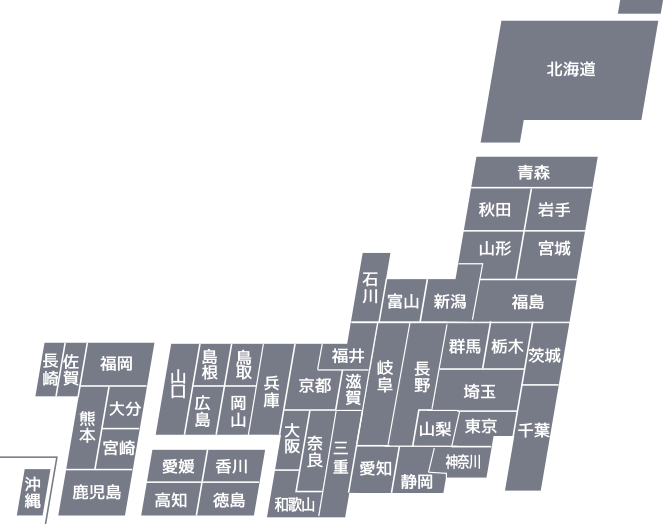 北海道
青森
秋田
岩手
山形
宮城
石川
富山
新潟
福島
群馬
栃木
茨城
福井
岐阜
長野
埼玉
長崎
佐賀
福岡
山口
島根
鳥取
兵庫
京都
滋賀
広島
岡山
熊本
大分
宮崎
大阪
奈良
三重
山梨
東京
千葉
愛知
静岡
神奈川
愛媛
香川
高知
徳島
和歌山
鹿児島
沖縄